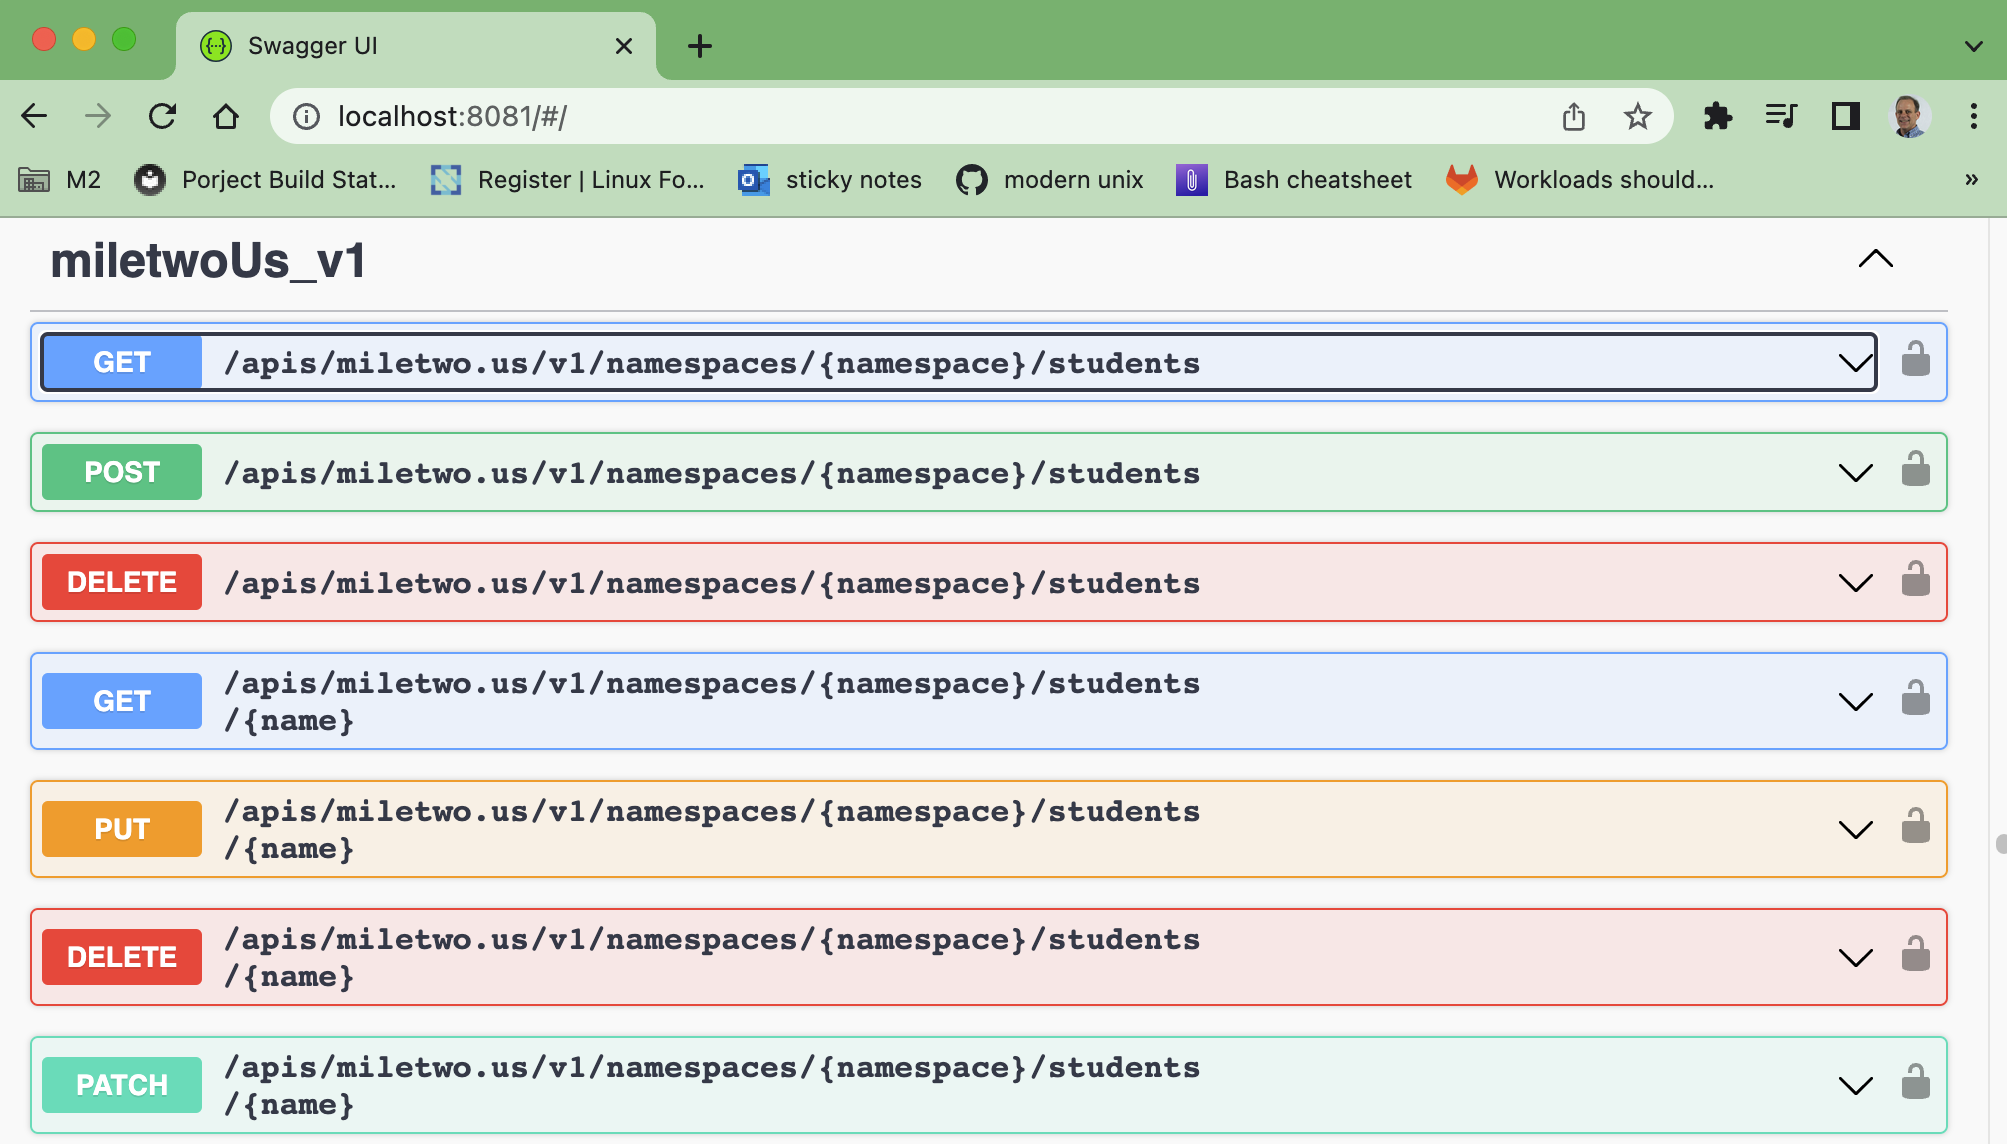 Swagger UI
localhost:8081/#/
M2 Porject Build Stat... Register | Linux Fo... sticky notes modern unix Bash cheatsheet Workloads should... »
miletwoUs_v1
GET /apis/miletwo.us/v1/namespaces/{namespace}/students
POST /apis/miletwo.us/v1/namespaces/{namespace}/students
DELETE /apis/miletwo.us/v1/namespaces/{namespace}/students
GET /apis/miletwo.us/v1/namespaces/{namespace}/students
/{name}
PUT /apis/miletwo.us/v1/namespaces/{namespace}/students
/{name}
DELETE /apis/miletwo.us/v1/namespaces/{namespace}/students
/{name}
PATCH /apis/miletwo.us/v1/namespaces/{namespace}/students
/{name}